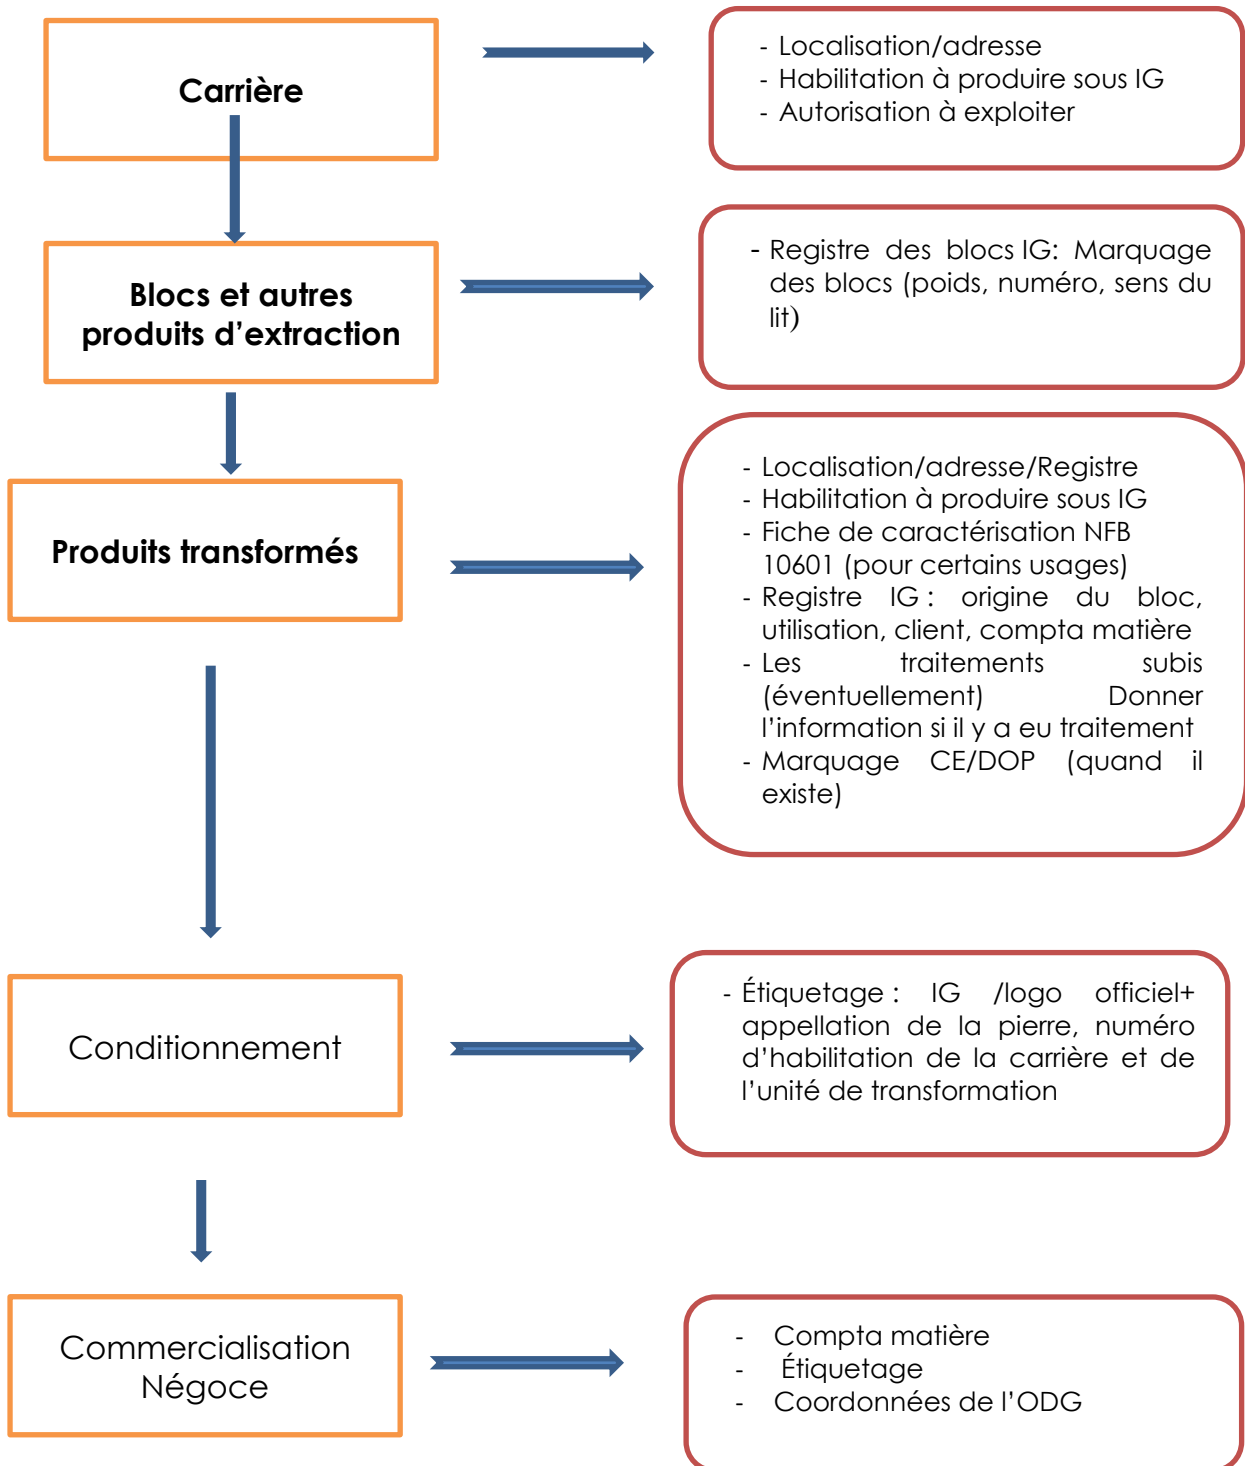 Carrière
- Localisation/adresse
- Habilitation à produire sous IG
- Autorisation à exploiter
Blocs et autres
produits d’extraction
- Registre des blocs IG: Marquage
des blocs (poids, numéro, sens du
lit)
Produits transformés
- Localisation/adresse/Registre
- Habilitation à produire sous IG
- Fiche de caractérisation NFB
10601 (pour certains usages)
- Registre IG : origine du bloc,
utilisation, client, compta matière
- Les traitements subis
(éventuellement) Donner
l’information si il y a eu traitement
- Marquage CE/DOP (quand il
existe)
Conditionnement
- Étiquetage : IG /logo officiel+
appellation de la pierre, numéro
d’habilitation de la carrière et de
l’unité de transformation
Commercialisation
Négoce
- Compta matière
- Étiquetage
- Coordonnées de l’ODG